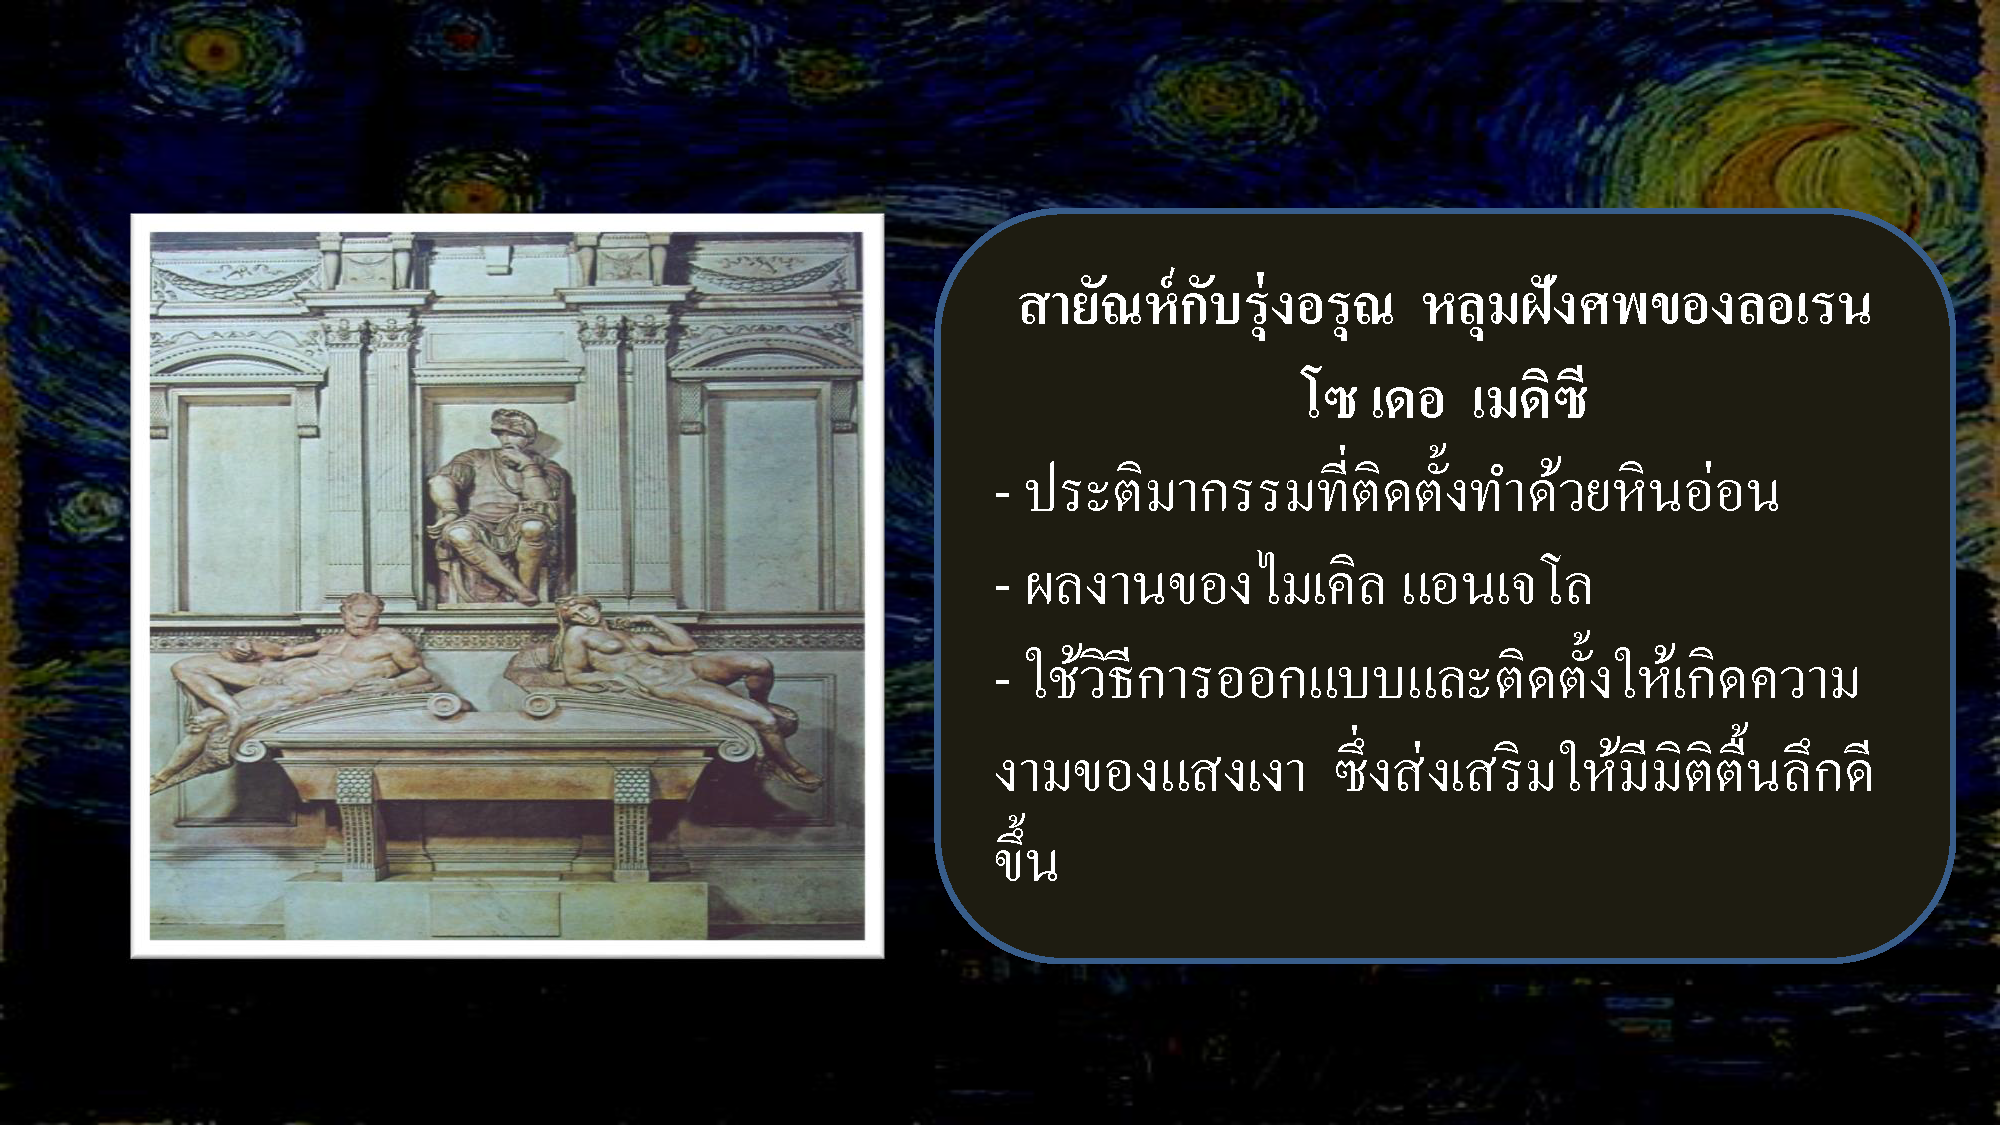 สายัณห์กับรุ่งอรุณ  หลุมฝังศพของลอเรน
โซ เดอ  เมดิซี
- ประติมากรรมที่ติดตั้งทำด้วยหินอ่อน
- ผลงานของไมเคิล แอนเจโล
- ใช้วิธีการออกแบบและติดตั้งให้เกิดความ
งามของแสงเงา  ซึ่งส่งเสริมให้มีมิติตื้นลึกดี
ขึ้น